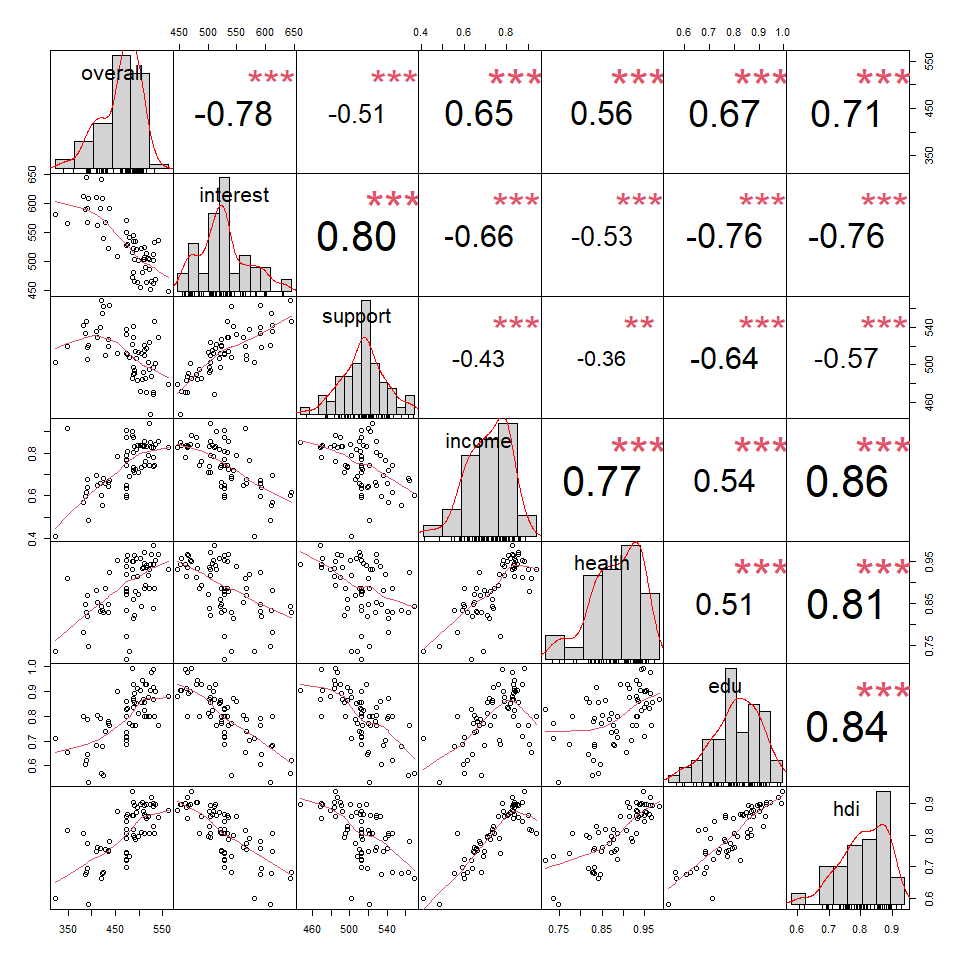 450 500 550 600 650 0.4 0.6 0.8 0.6 0.7 0.8 0.9 1.0
overall *** *** *** *** *** ***
-0.78 -0.51 0.65 0.56 0.67 0.71
350 450 550
interest *** *** *** *** ***
0.80 -0.66 -0.53 -0.76 -0.76
450 500 550 600 650
support *** ** *** ***
-0.43 -0.36 -0.64 -0.57
460 500 540
income *** *** ***
0.77 0.54 0.86
0.4 0.6 0.8
health *** ***
0.51 0.81
0.75 0.85 0.95
edu ***
0.84
0.6 0.7 0.8 0.9 1.0
hdi
0.6 0.7 0.8 0.9
350 450 550 460 500 540 0.75 0.85 0.95 0.6 0.7 0.8 0.9